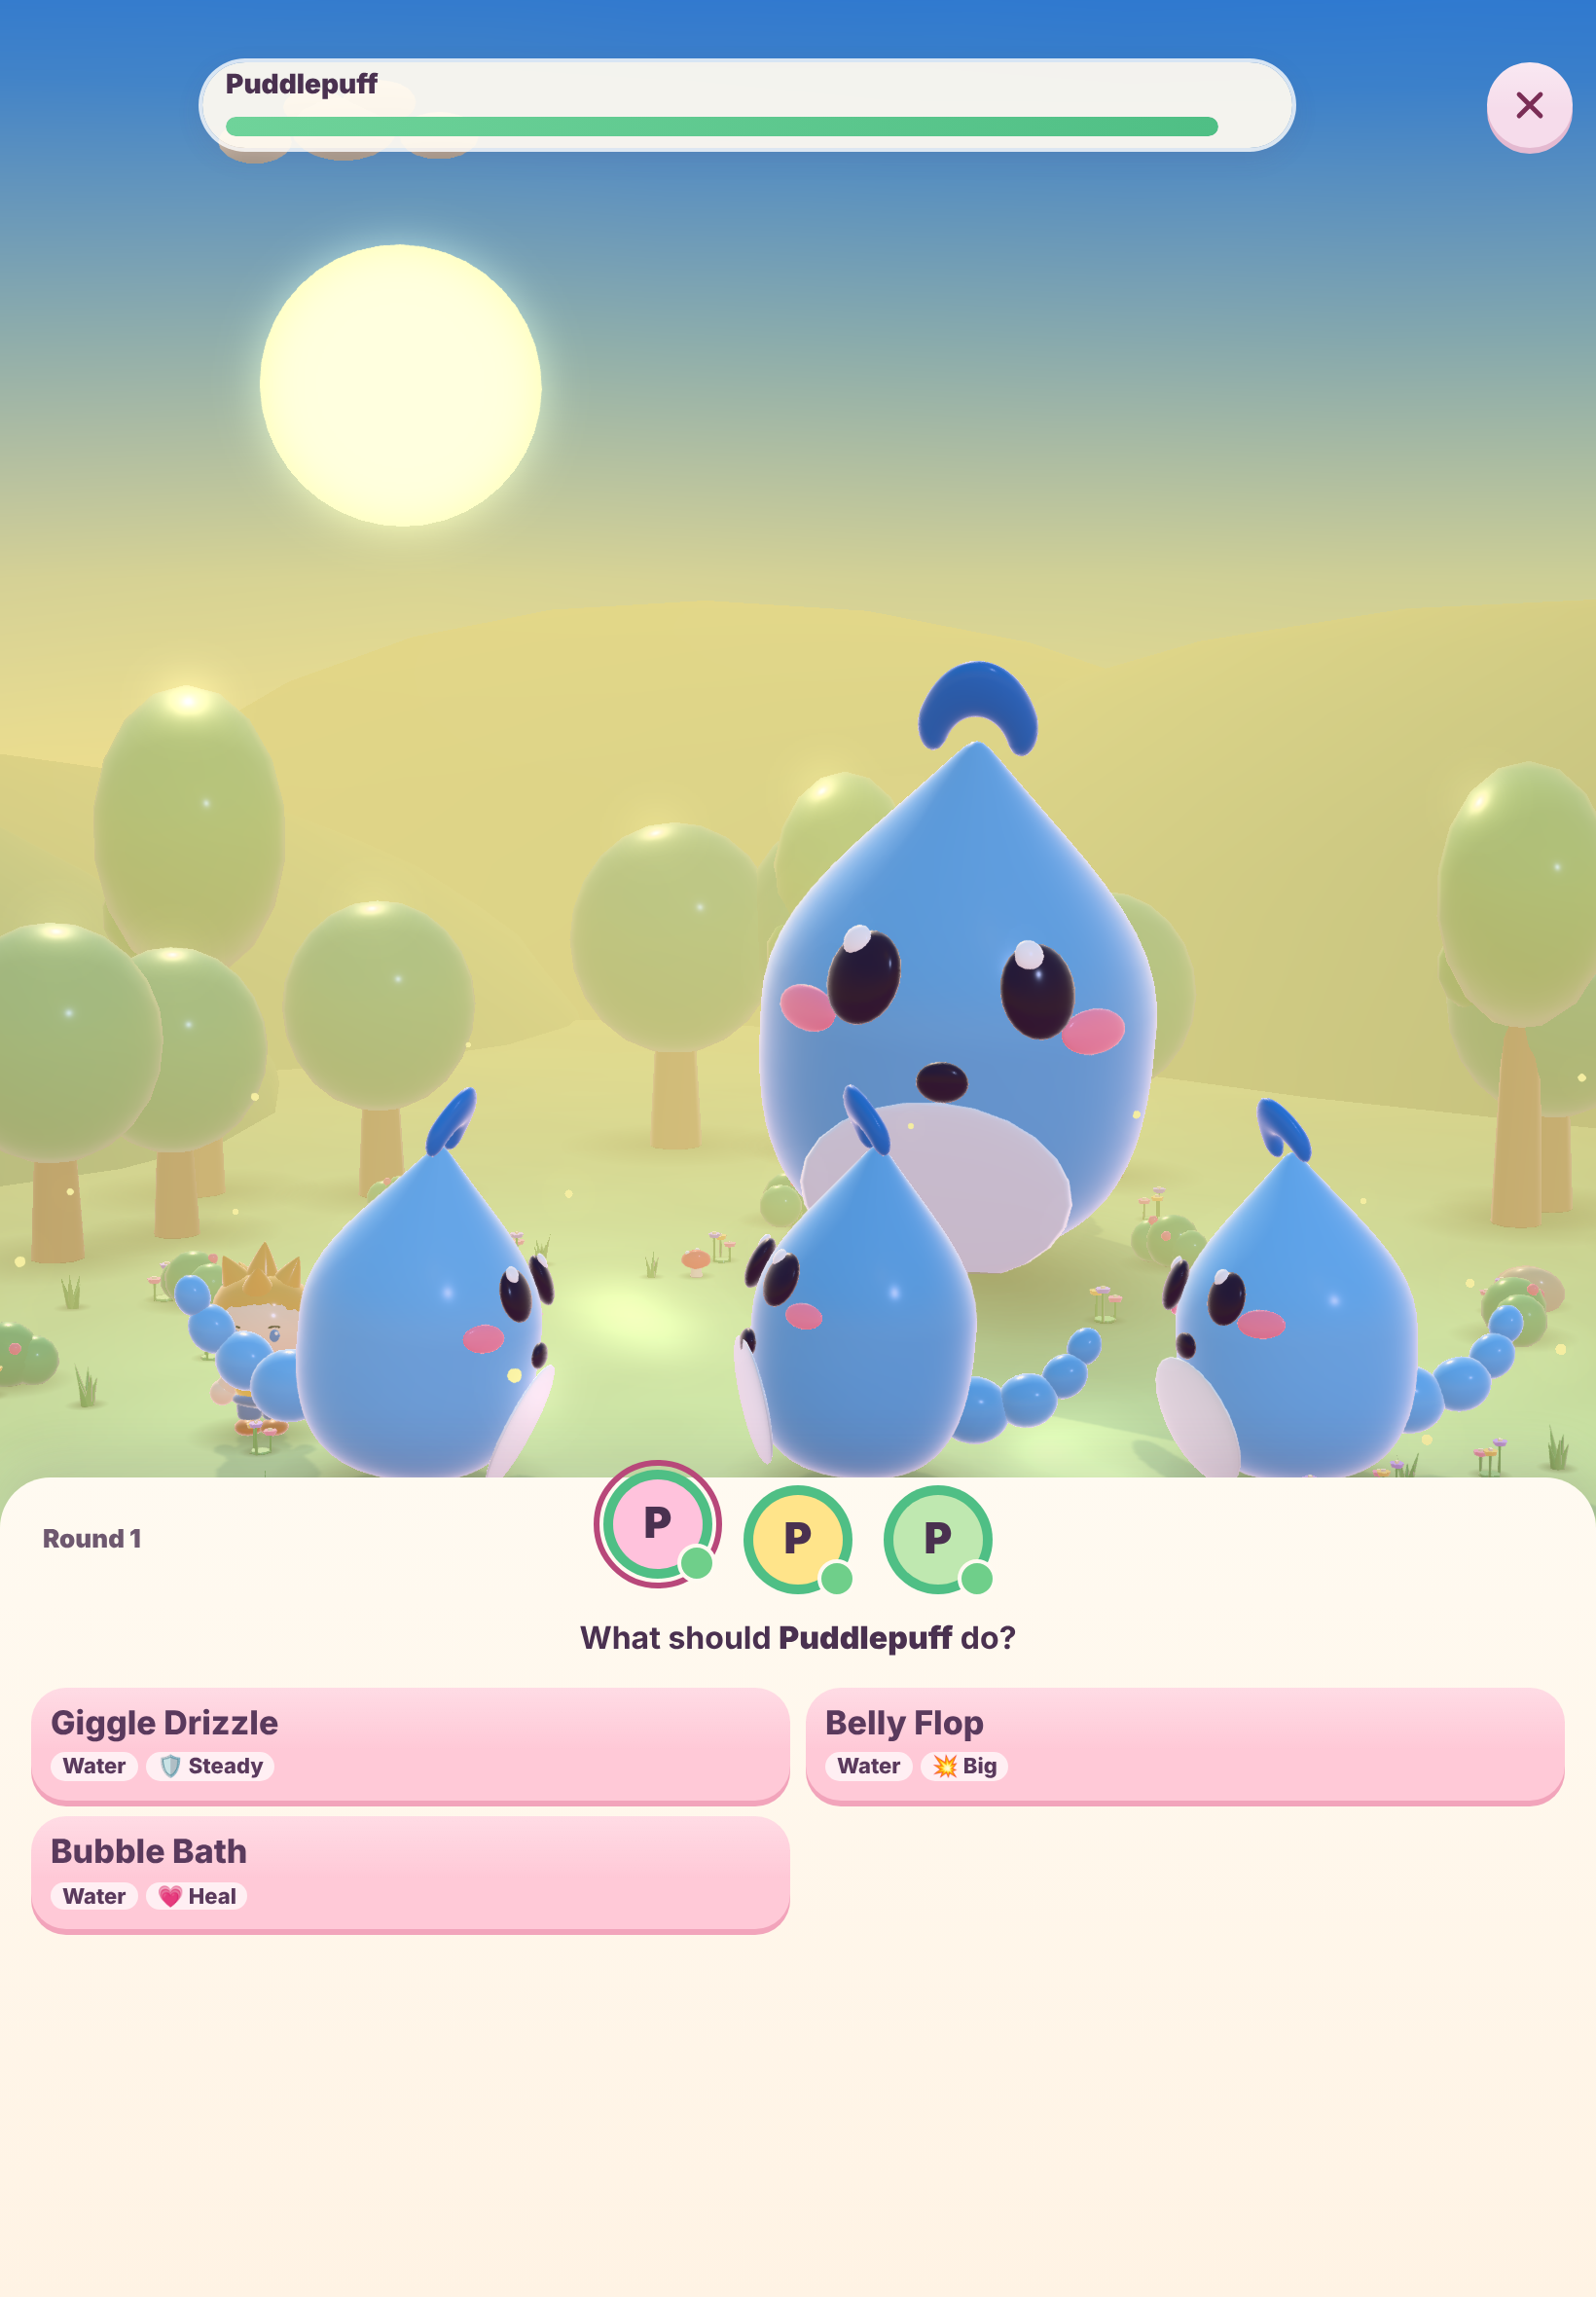 Puddlepuff
Round 1
P
P
P
What should Puddlepuff do?
Giggle Drizzle
Water
Steady
Belly Flop
Water
Big
Bubble Bath
Water
Heal